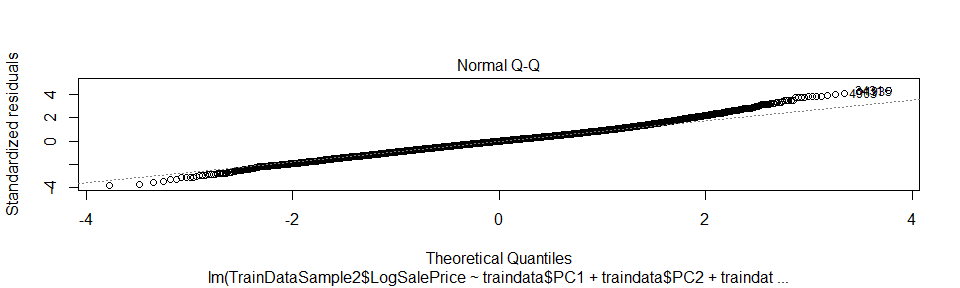 Normal Q-Q
Standardized residuals
4
2
0
-4
-4
-2
0
2
4
Theoretical Quantiles
lm(TrainDataSample2$LogSalePrice ~ traindata$PC1 + traindata$PC2 + traindat ...